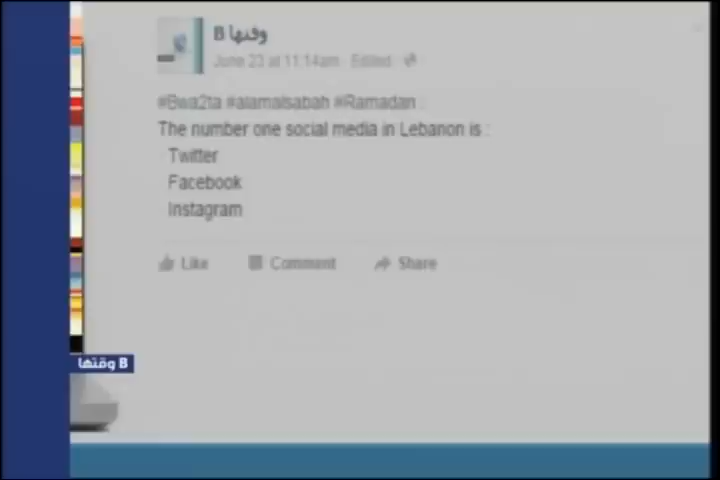 B وقتها
June 23 at 11:14am · Edited ·
#Bwa2ta #alamalsabah #Ramadan :
The number one social media in Lebanon is :
Twitter
Facebook
Instagram
Like Comment Share
B وقتها